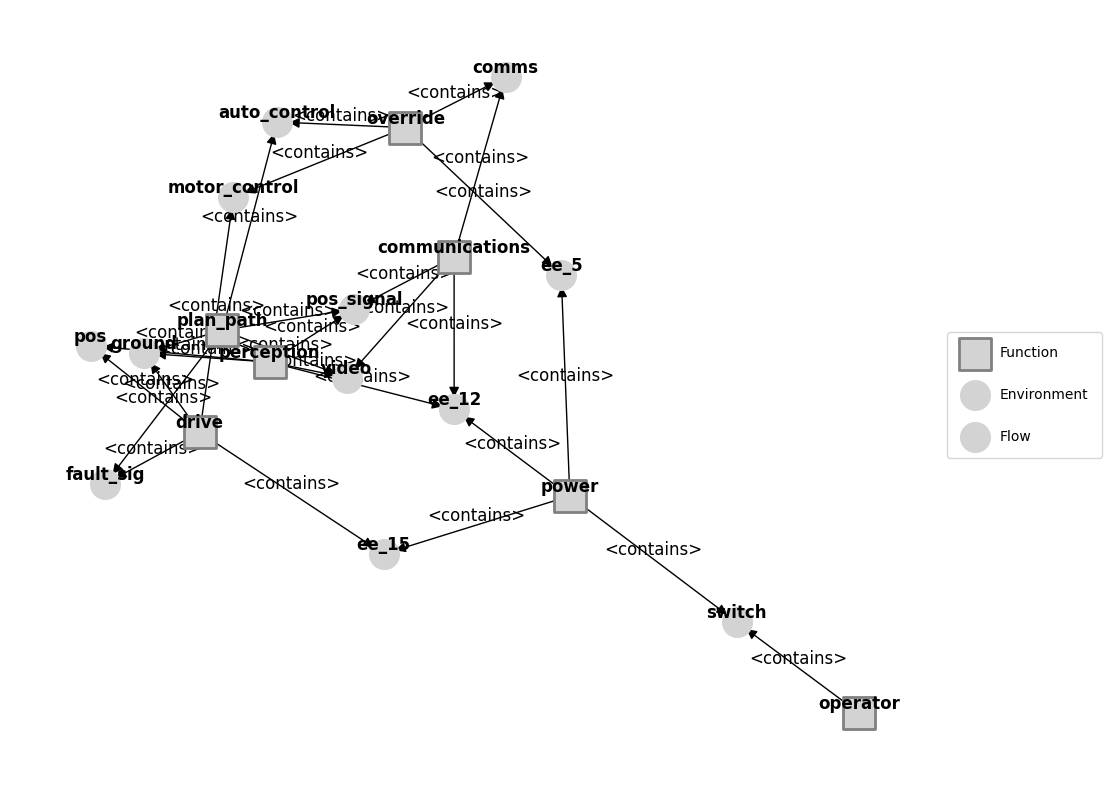 comms
<contains>
auto_control
<contains>
override
<contains>
<contains>
motor_control
<contains>
<contains>
communications
ee_5
<contains>
pos_signal
<contains>
<contains>
<contains>
<contains>
plan_path
<contains>
<contains>
<contains>
pos
ground
<contains>
perception
<contains>
video
<contains>
<contains>
<contains>
<contains>
<contains>
ee_12
drive
<contains>
<contains>
fault_sig
<contains>
power
<contains>
ee_15
<contains>
switch
<contains>
operator
Function
Environment
Flow